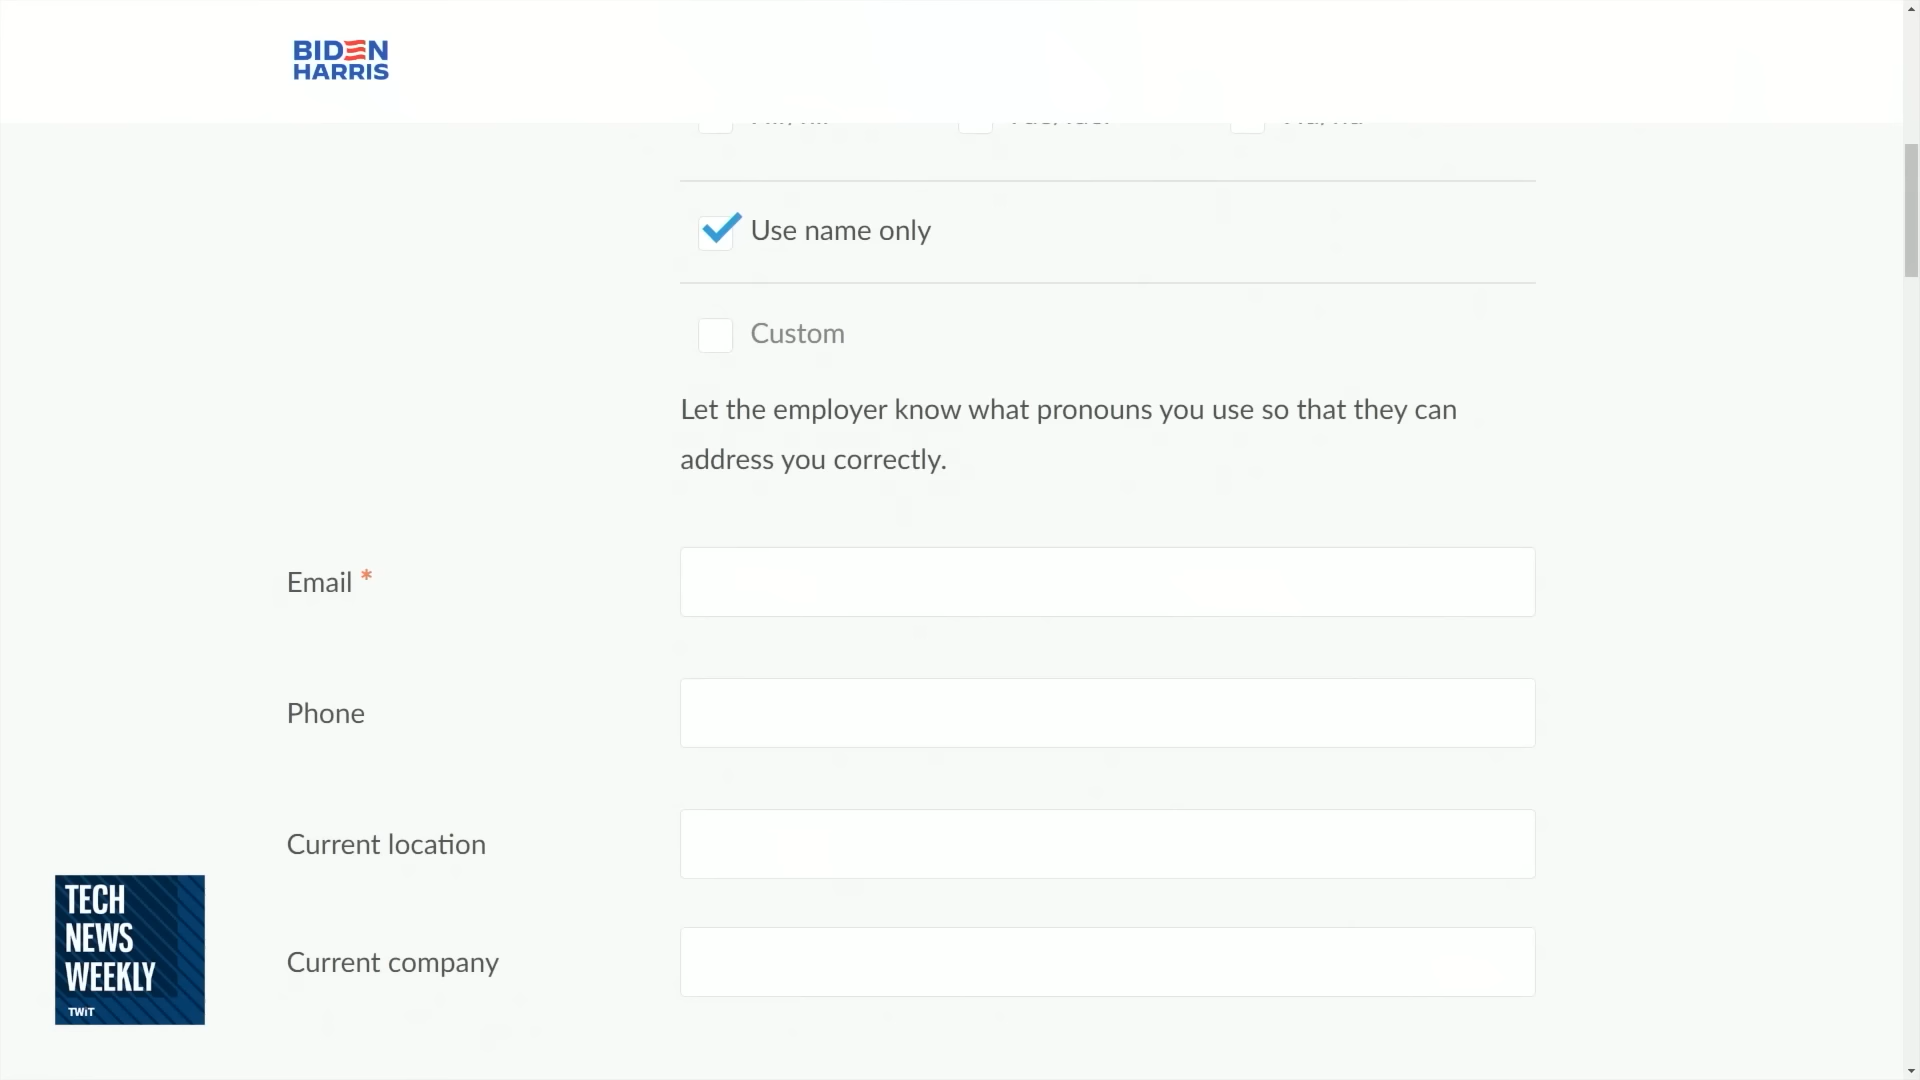 BIDEN
HARRIS
Use name only
Custom
Let the employer know what pronouns you use so that they can
address you correctly.
Email *
Phone
Current location
Current company
TECH
NEWS
WEEKLY
TWiT